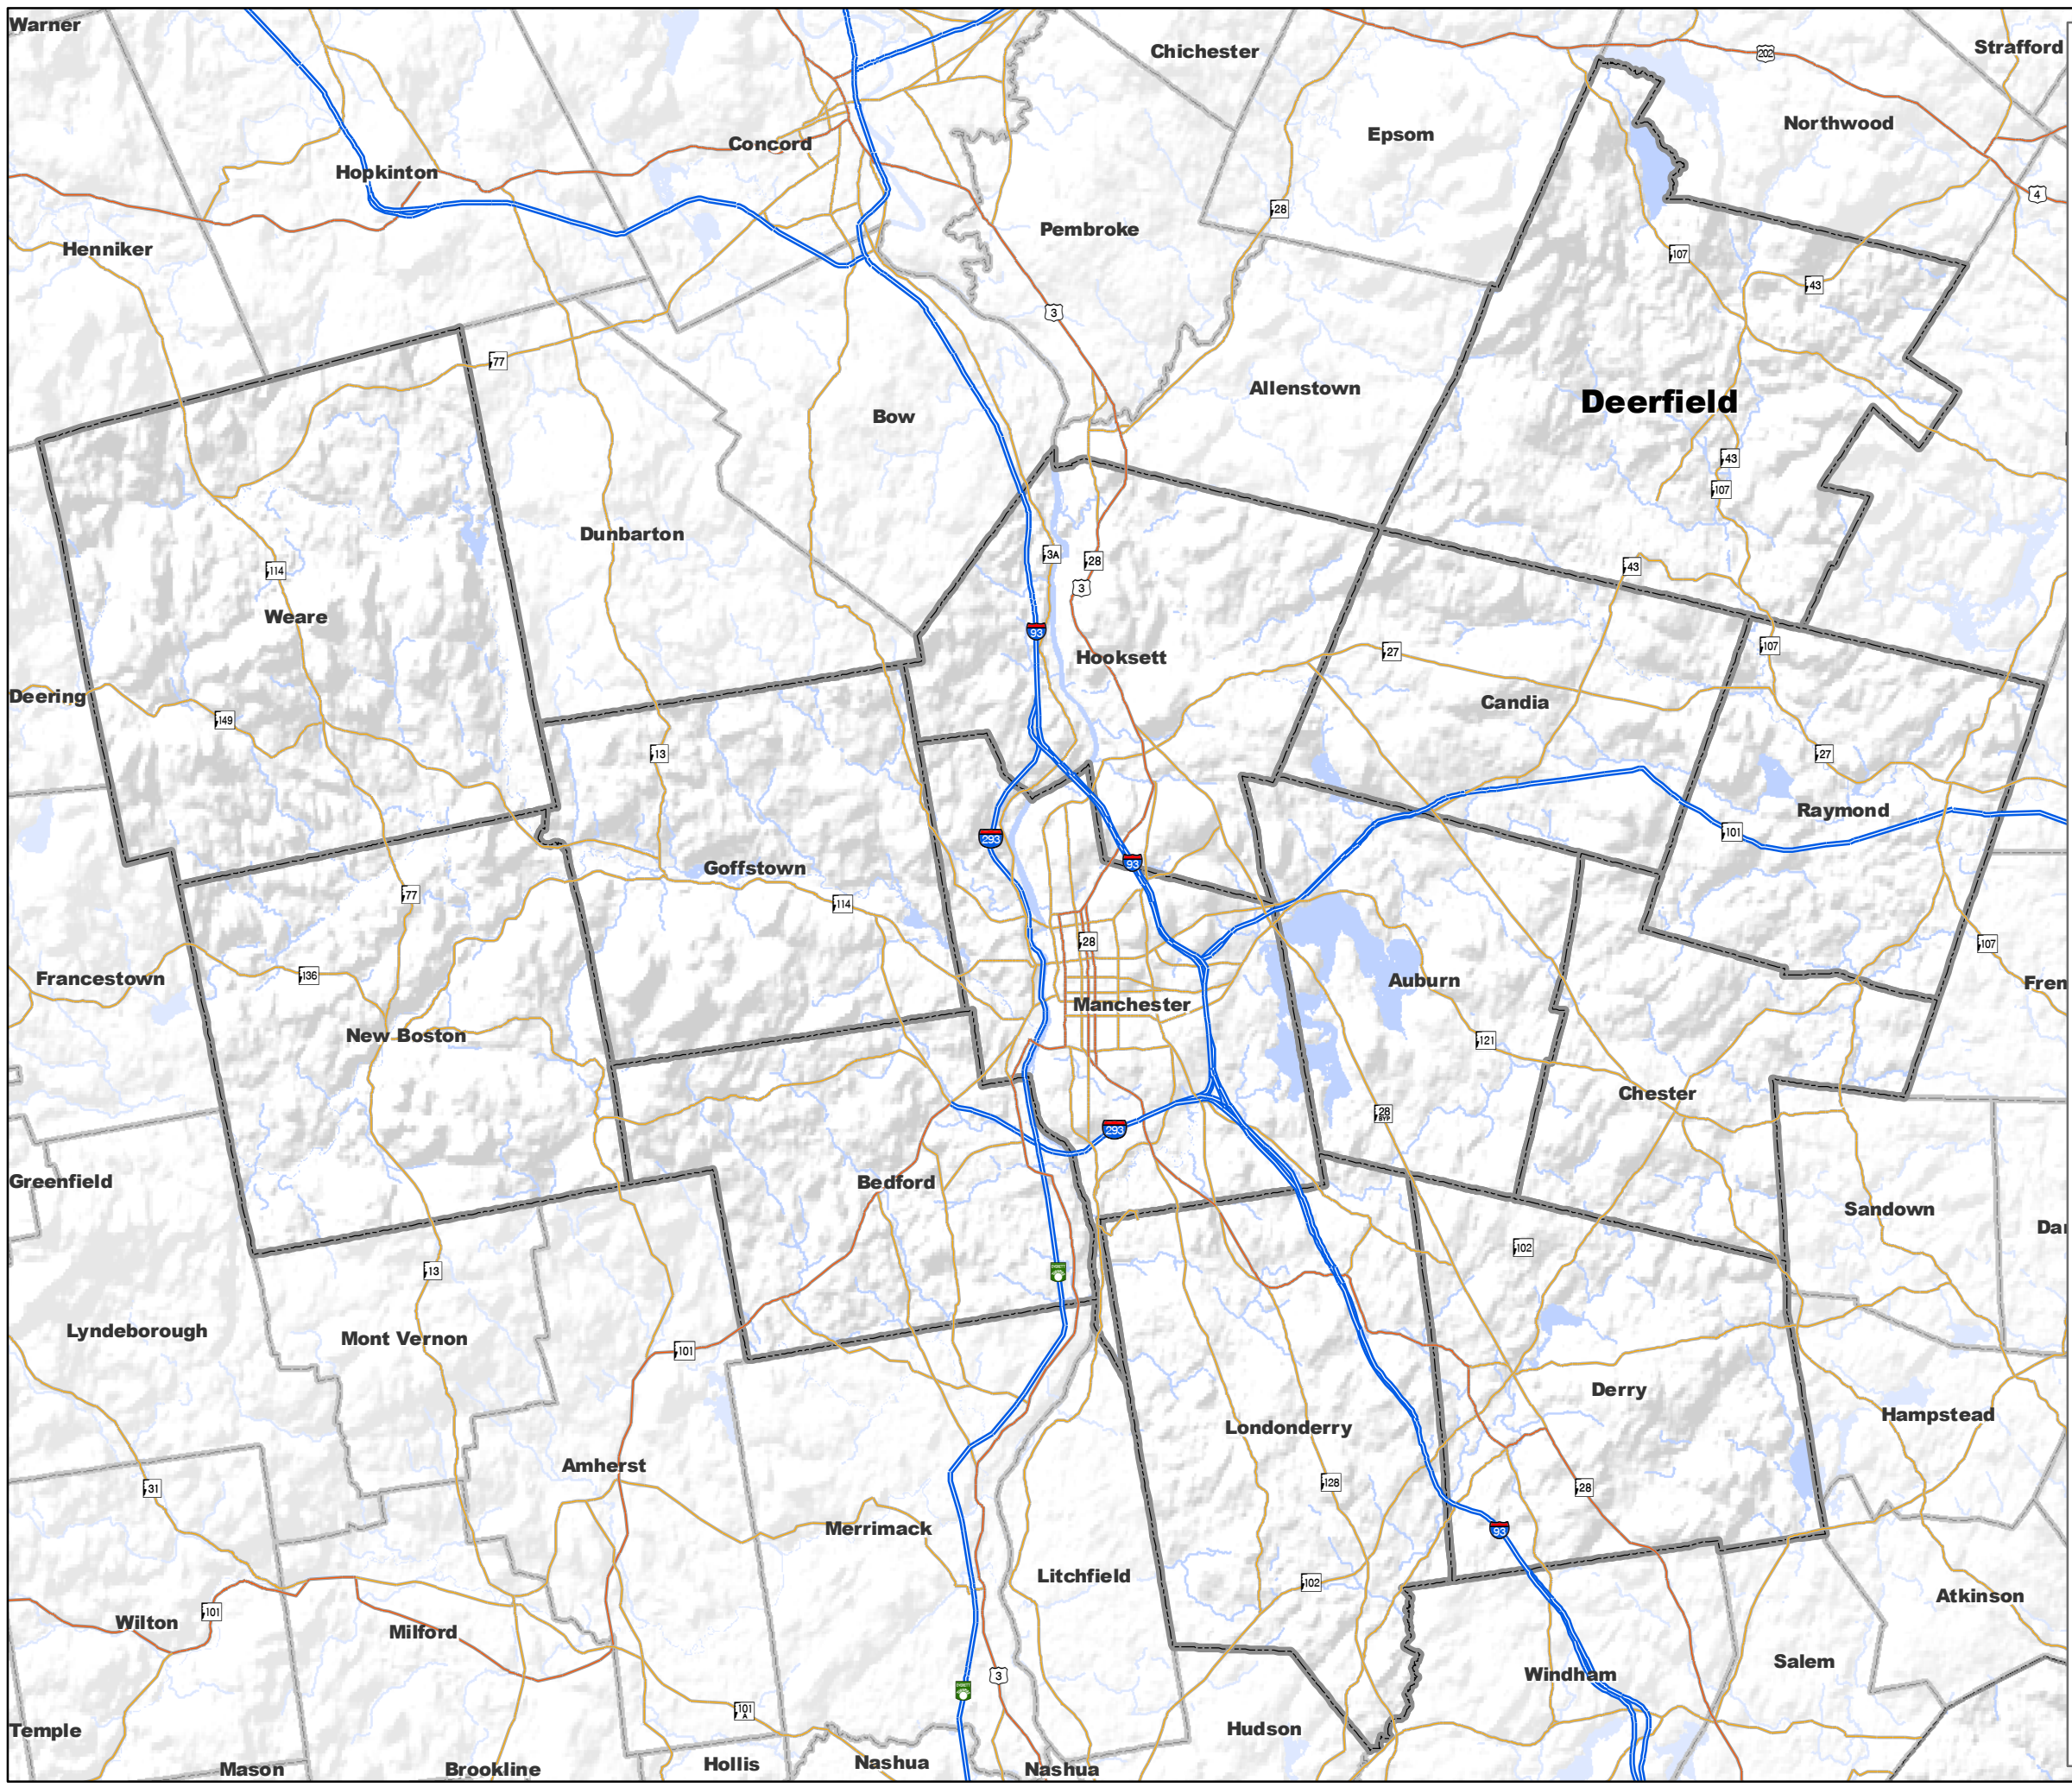 Warner
Chichester
Strafford
202
Northwood
Epsom
Concord
Hopkinton
4
28
Pembroke
Henniker
107
43
3
77
Allenstown
Deerfield
Bow
43
107
Dunbarton
3A
28
43
114
3
Weare
93
107
27
Hooksett
Deering
Candia
149
13
27
Raymond
101
293
93
Goffstown
77
114
28
107
136
Francestown
Auburn
Fren
Manchester
New Boston
121
Chester
28
BYP
293
Greenfield
Bedford
Sandown
Dan
102
13
Lyndeborough
Mont Vernon
101
Derry
Hampstead
Londonderry
Amherst
128
31
28
Merrimack
93
Litchfield
102
Atkinson
101
Wilton
Milford
Salem
Windham
3
101
A
Hudson
Temple
Nashua
Hollis
Mason
Brookline
Nashua